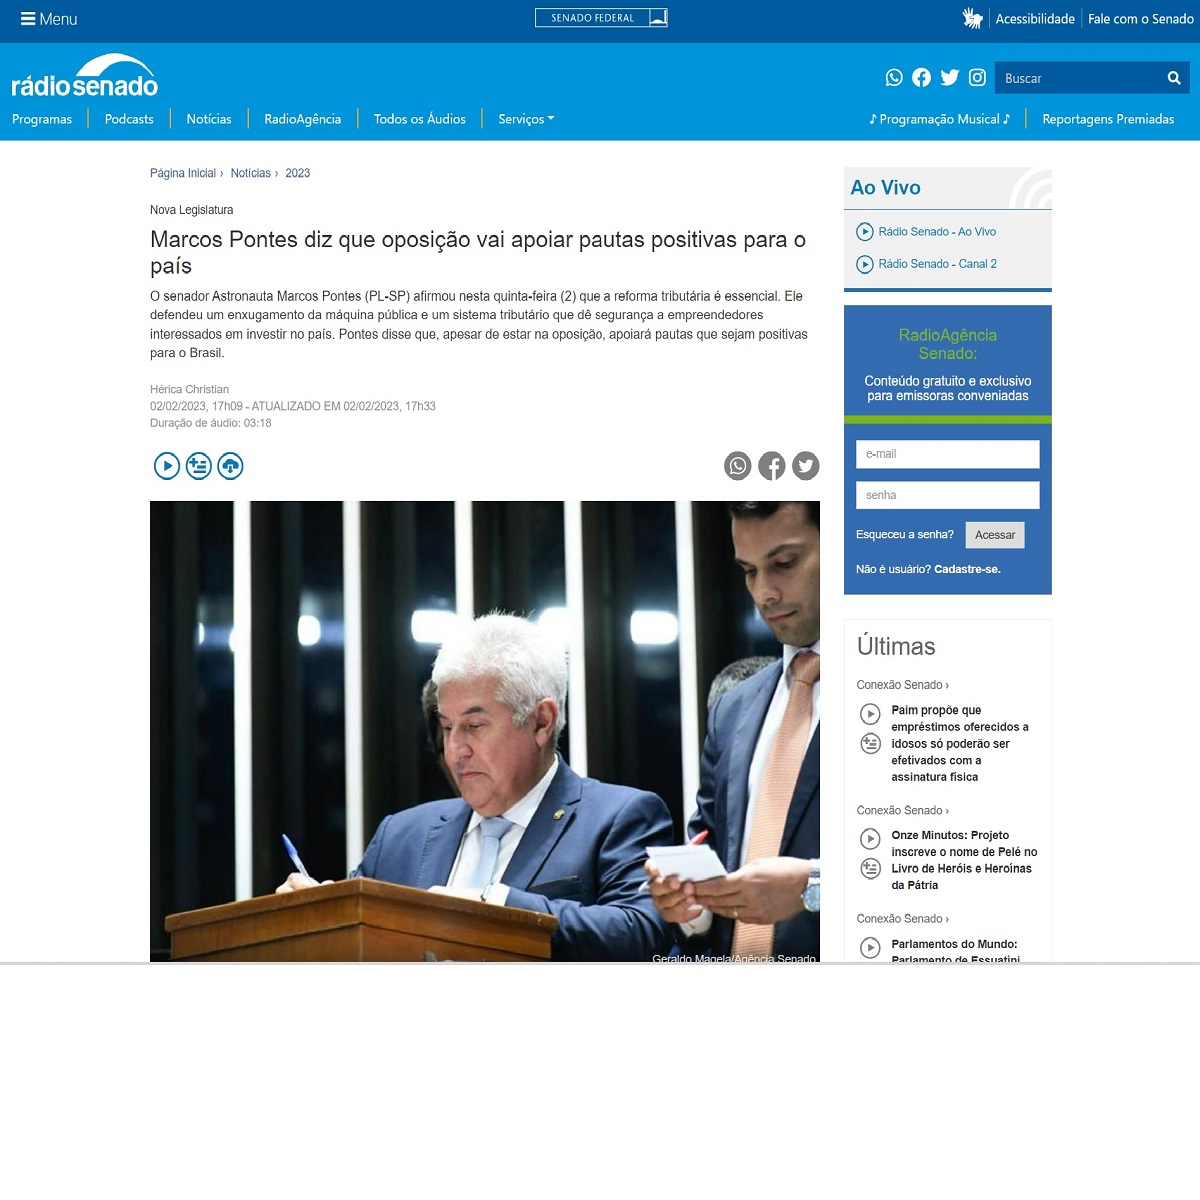 Menu
SENADO FEDERAL
Acessibilidade
Fale com o Senado
rádiosenado
Buscar
Programas
Podcasts
Notícias
RadioAgência
Todos os Áudios
Serviços
♪ Programação Musical ♪
Reportagens Premiadas
Página Inicial › Notícias › 2023
Nova Legislatura
Marcos Pontes diz que oposição vai apoiar pautas positivas para o
país
O senador Astronauta Marcos Pontes (PL-SP) afirmou nesta quinta-feira (2) que a reforma tributária é essencial. Ele
defendeu um enxugamento da máquina pública e um sistema tributário que dê segurança a empreendedores
interessados em investir no país. Pontes disse que, apesar de estar na oposição, apoiará pautas que sejam positivas
para o Brasil.
Hérica Christian
02/02/2023, 17h09 - ATUALIZADO EM 02/02/2023, 17h33
Duração de áudio: 03:18
Geraldo Magela/Agência Senado
Ao Vivo
Rádio Senado - Ao Vivo
Rádio Senado - Canal 2
RadioAgência
Senado:
Conteúdo gratuito e exclusivo
para emissoras conveniadas
e-mail
senha
Esqueceu a senha?
Acessar
Não é usuário? Cadastre-se.
Últimas
Conexão Senado ›
Paim propõe que
empréstimos oferecidos a
idosos só poderão ser
efetivados com a
assinatura física
Conexão Senado ›
Onze Minutos: Projeto
inscreve o nome de Pelé no
Livro de Heróis e Heroínas
da Pátria
Conexão Senado ›
Parlamentos do Mundo:
Parlamento de Essuatíni